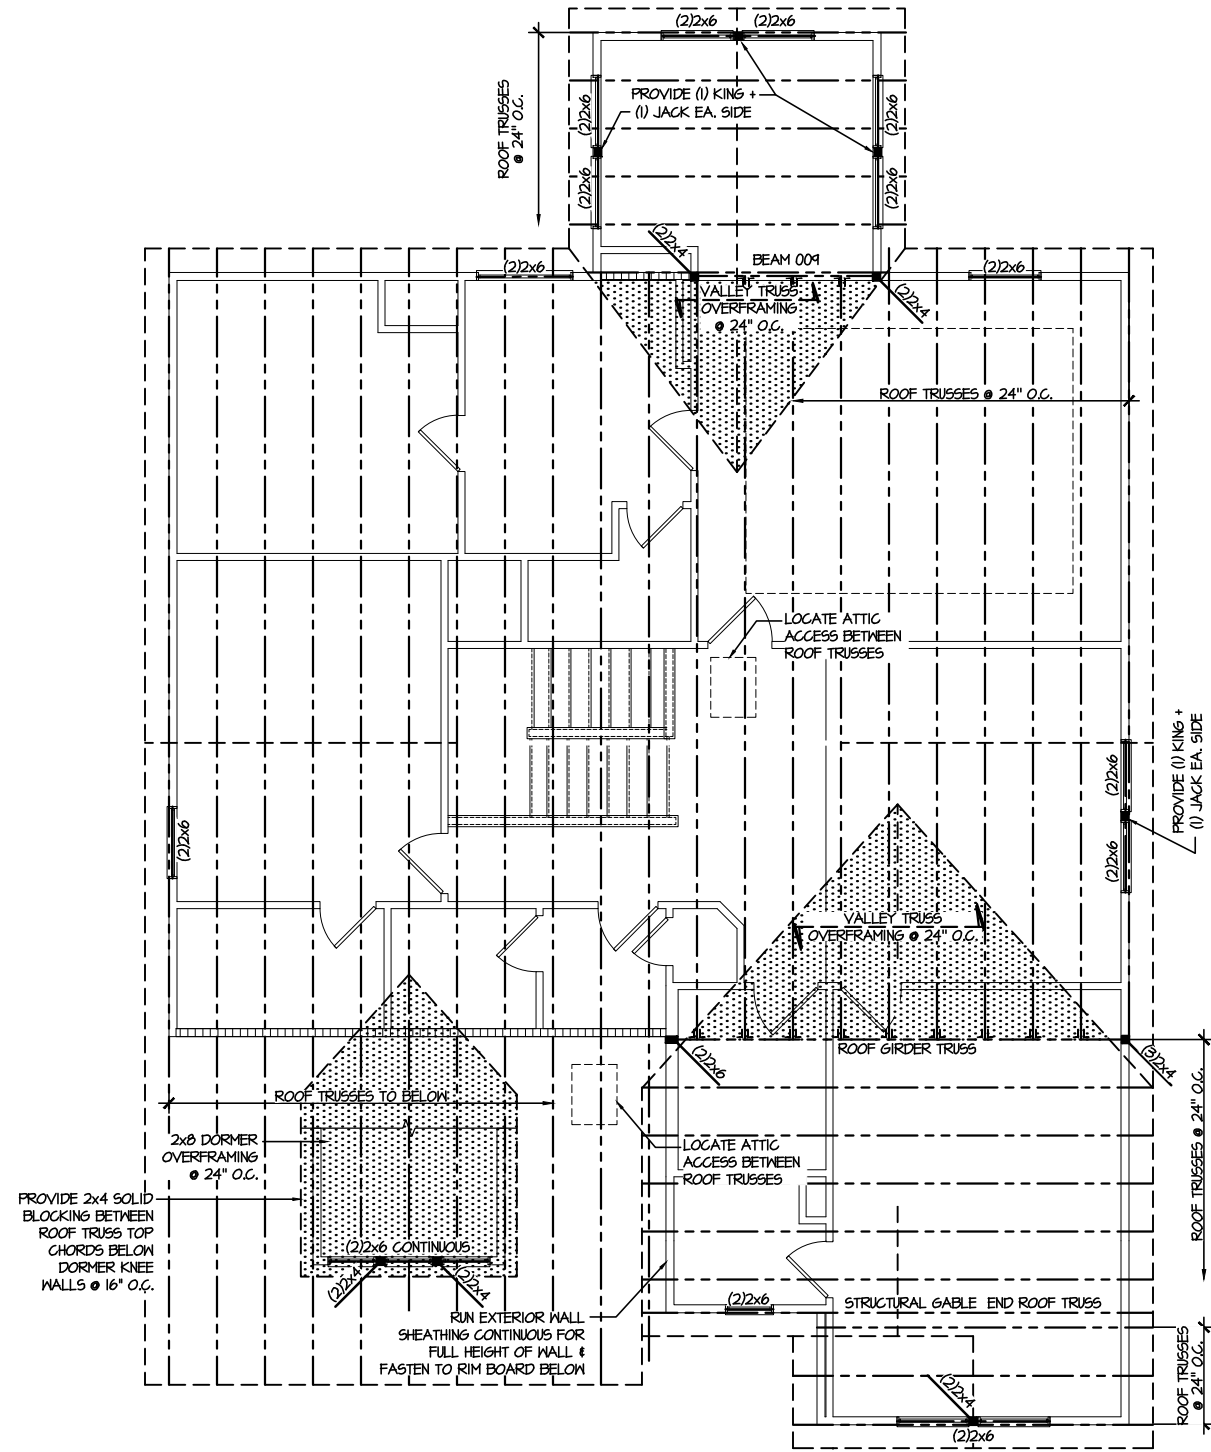 (2)2x6
(2)2x6
ROOF TRUSSES
@ 24" O.C.
(2)2x6
(2)2x6
PROVIDE (1) KING +
(1) JACK EA. SIDE
(2)2x6
(2)2x6
(2)2x4
BEAM 009
(2)2x6
(2)2x6
VALLEY TRUSS
OVERFRAMING
@ 24" O.C.
(2)2x4
ROOF TRUSSES @ 24" O.C.
LOCATE ATTIC
ACCESS BETWEEN
ROOF TRUSSES
PROVIDE (1) KING +
(1) JACK EA. SIDE
(2)2x6
(2)2x6
(2)2x6
VALLEY TRUSS
OVERFRAMING @ 24" O.C.
ROOF GIRDER TRUSS
(2)2x6
(3)2x4
ROOF TRUSSES TO BELOW
ROOF TRUSSES @ 24" O.C.
2x8 DORMER
OVERFRAMING
@ 24" O.C.
LOCATE ATTIC
ACCESS BETWEEN
ROOF TRUSSES
PROVIDE 2x4 SOLID
BLOCKING BETWEEN
ROOF TRUSS TOP
CHORDS BELOW
DORMER KNEE
WALLS @ 16" O.C.
(2)2x6 CONTINUOUS
(2)2x4
(2)2x4
(2)2x6
STRUCTURAL GABLE END ROOF TRUSS
RUN EXTERIOR WALL
SHEATHING CONTINUOUS FOR
FULL HEIGHT OF WALL &
FASTEN TO RIM BOARD BELOW
ROOF TRUSSES
@ 24" O.C.
(2)2x4
(2)2x6